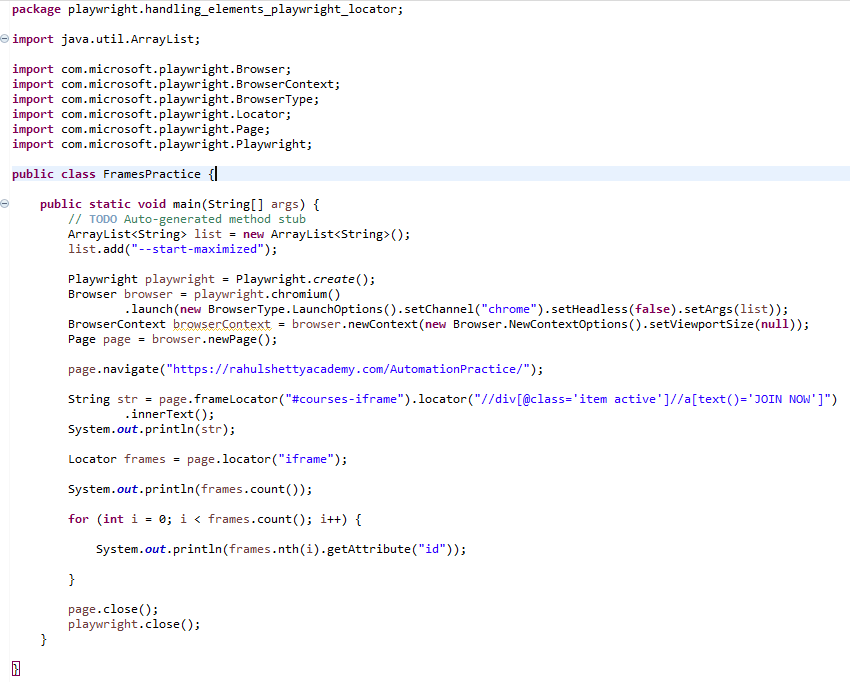 package playwright.handling_elements_playwright_locator;
import java.util.ArrayList;
import com.microsoft.playwright.Browser;
import com.microsoft.playwright.BrowserContext;
import com.microsoft.playwright.BrowserType;
import com.microsoft.playwright.Locator;
import com.microsoft.playwright.Page;
import com.microsoft.playwright.Playwright;
public class FramesPractice {
public static void main(String[] args) {
// TODO Auto-generated method stub
ArrayList<String> list = new ArrayList<String>();
list.add("--start-maximized");
Playwright playwright = Playwright.create();
Browser browser = playwright.chromium()
.launch(new BrowserType.LaunchOptions().setChannel("chrome").setHeadless(false).setArgs(list));
BrowserContext browserContext = browser.newContext(new Browser.NewContextOptions().setViewportSize(null));
Page page = browser.newPage();
page.navigate("https://rahulshettyacademy.com/AutomationPractice/");
String str = page.frameLocator("#courses-iframe").locator("//div[@class='item active']//a[text()='JOIN NOW']")
.innerText();
System.out.println(str);
Locator frames = page.locator("iframe");
System.out.println(frames.count());
for (int i = 0; i < frames.count(); i++) {
System.out.println(frames.nth(i).getAttribute("id"));
}
page.close();
playwright.close();
}
}